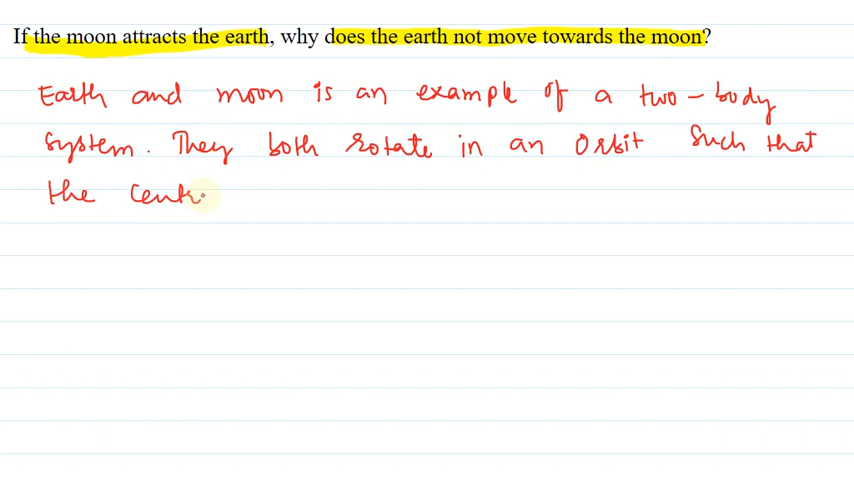 If the moon attracts the earth, why does the earth not move towards the moon?
Earth and moon is an example of a two-body
system. They both rotate in an orbit such that
the centr